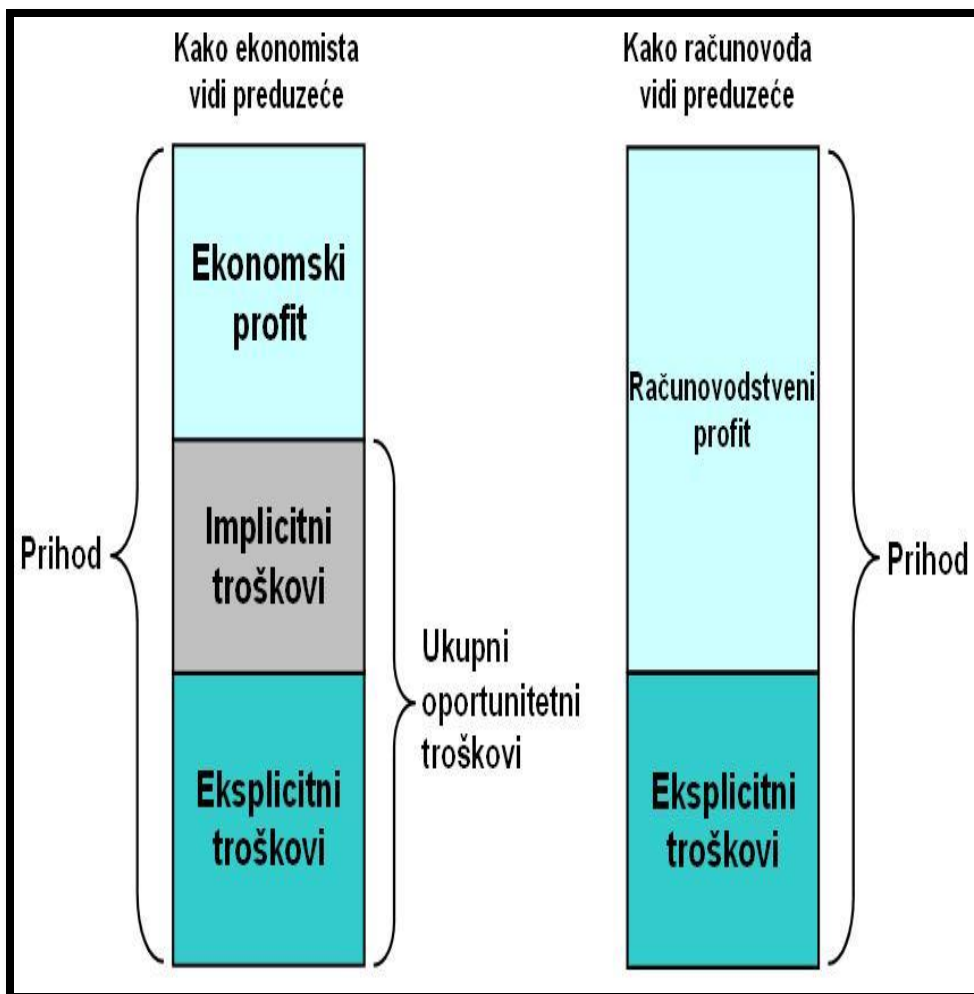 Kako ekonomista
vidi preduzeće
Kako računovođa
vidi preduzeće
Prihod
Ekonomski
profit
Implicitni
troškovi
Eksplicitni
troškovi
Ukupni
oportunitetni
troškovi
Računovodstveni
profit
Eksplicitni
troškovi
Prihod